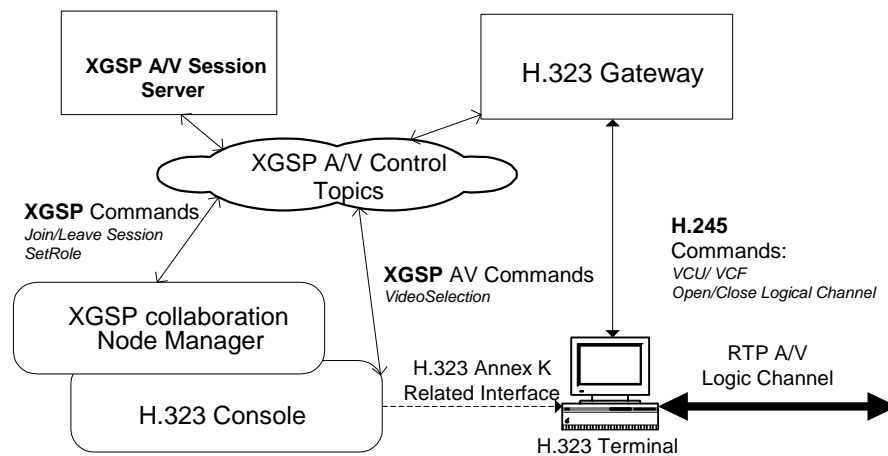 XGSP A/V Session
Server
H.323 Gateway
XGSP A/V Control
Topics
XGSP Commands
Join/Leave Session
SetRole
XGSP AV Commands
VideoSelection
H.245
Commands:
VCU/ VCF
Open/Close Logical Channel
XGSP collaboration
Node Manager
H.323 Console
H.323 Annex K
Related Interface
RTP A/V
Logic Channel
H.323 Terminal